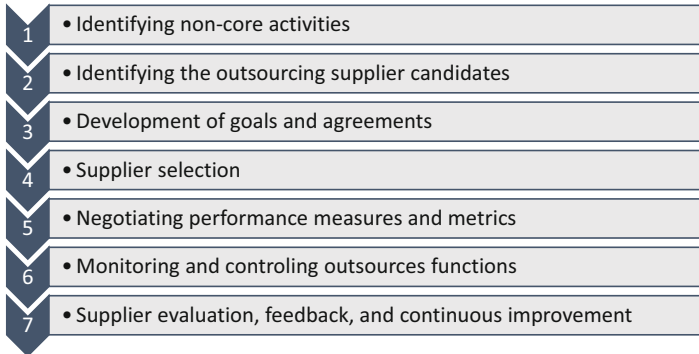 1 • Identifying non-core activities
2 • Identifying the outsourcing supplier candidates
3 • Development of goals and agreements
4 • Supplier selection
5 • Negotiating performance measures and metrics
6 • Monitoring and controling outsources functions
7 • Supplier evaluation, feedback, and continuous improvement